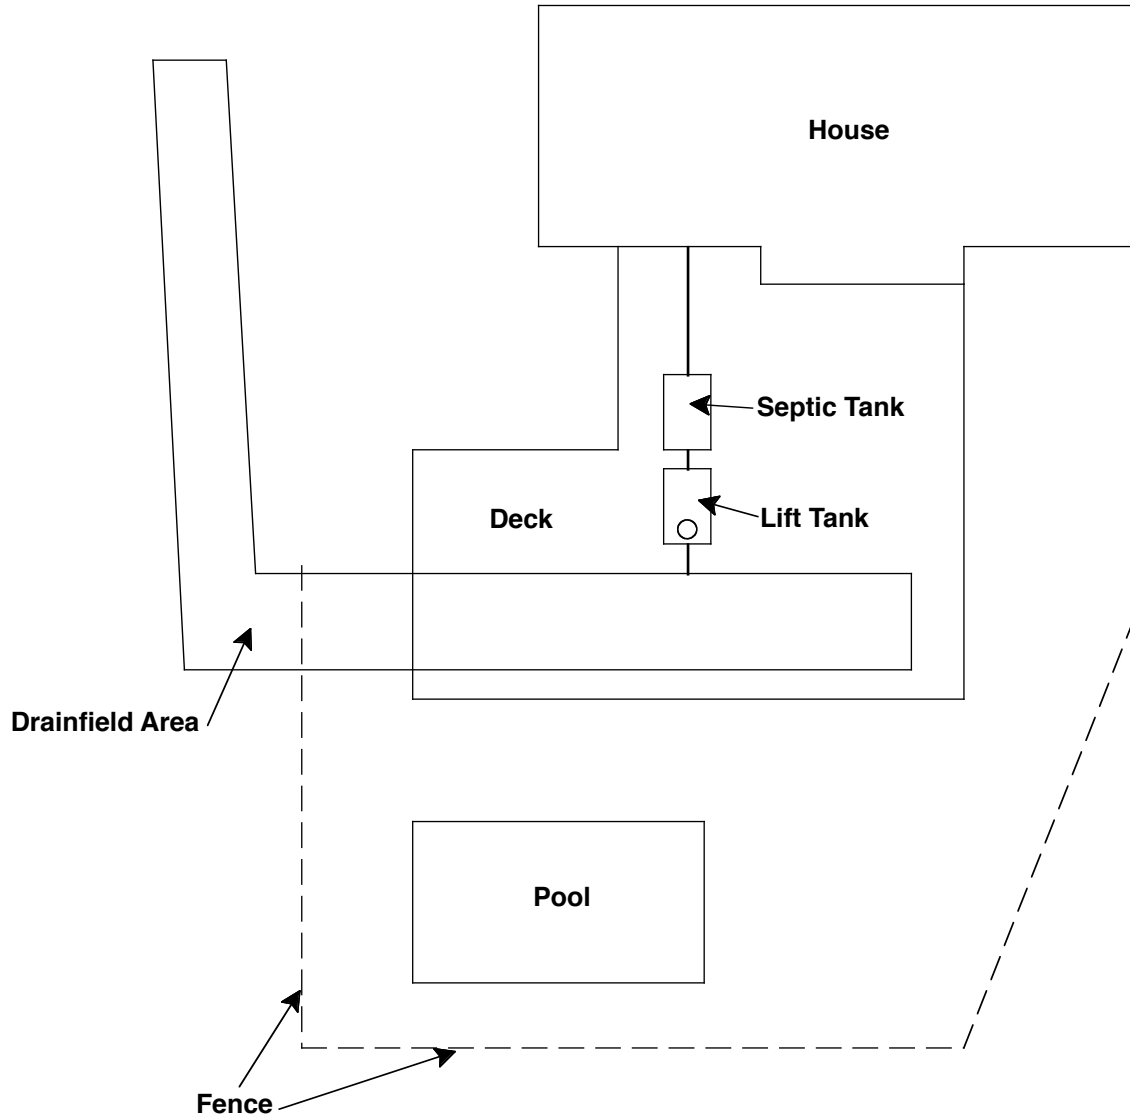 House
Septic Tank
Lift Tank
Deck
Drainfield Area
Pool
Fence